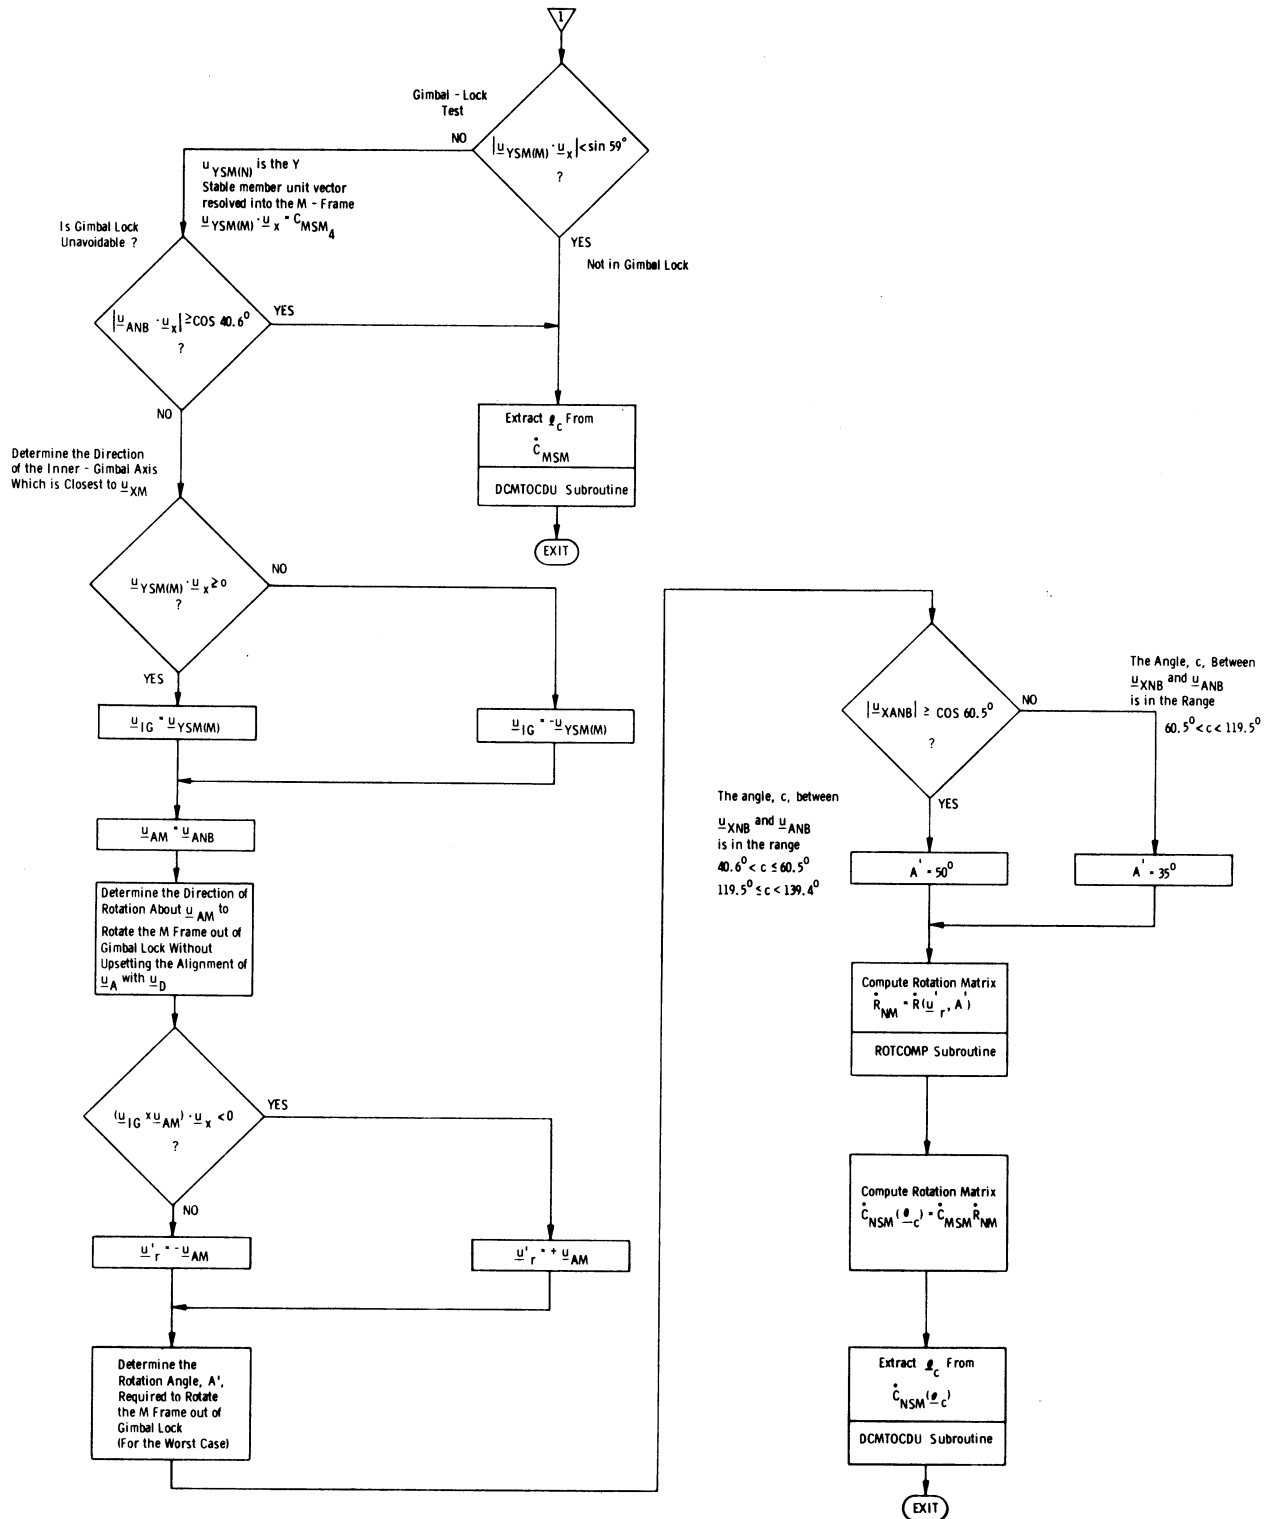 1
Gimbal - Lock
Test
|u_YSM(M) · u_x| < sin 59°
?
NO
YES
Not in Gimbal Lock
u_YSM(N) is the Y
Stable member unit vector
resolved into the M - Frame
u_YSM(M) · u_x = C_MSM_4
Is Gimbal Lock
Unavoidable ?
|u_ANB · u_x| ≥ COS 40.6°
?
YES
NO
Extract θ_c From
C*_MSM
DCMTOCDU Subroutine
EXIT
Determine the Direction
of the Inner - Gimbal Axis
Which is Closest to u_XM
u_YSM(M) · u_x ≥ 0
?
NO
YES
u_IG = u_YSM(M)
u_IG = -u_YSM(M)
u_AM = u_ANB
Determine the Direction of
Rotation About u_AM to
Rotate the M Frame out of
Gimbal Lock Without
Upsetting the Alignment of
u_A with u_D
(u_IG x u_AM) · u_x < 0
?
YES
NO
u'_r = -u_AM
u'_r = + u_AM
Determine the
Rotation Angle, A',
Required to Rotate
the M Frame out of
Gimbal Lock
(For the Worst Case)
|u_XANB| ≥ COS 60.5°
?
NO
YES
The Angle, c, Between
u_XNB and u_ANB
is in the Range
60.5° < c < 119.5°
The angle, c, between
u_XNB and u_ANB
is in the range
40.6° < c ≤ 60.5°
119.5° ≤ c < 139.4°
A' = 50°
A' = 35°
Compute Rotation Matrix
R*_NM = R*(u'_r, A')
ROTCOMP Subroutine
Compute Rotation Matrix
C*_NSM(θ_c) = C*_MSM R*_NM
Extract θ_c From
C*_NSM(θ_c)
DCMTOCDU Subroutine
EXIT